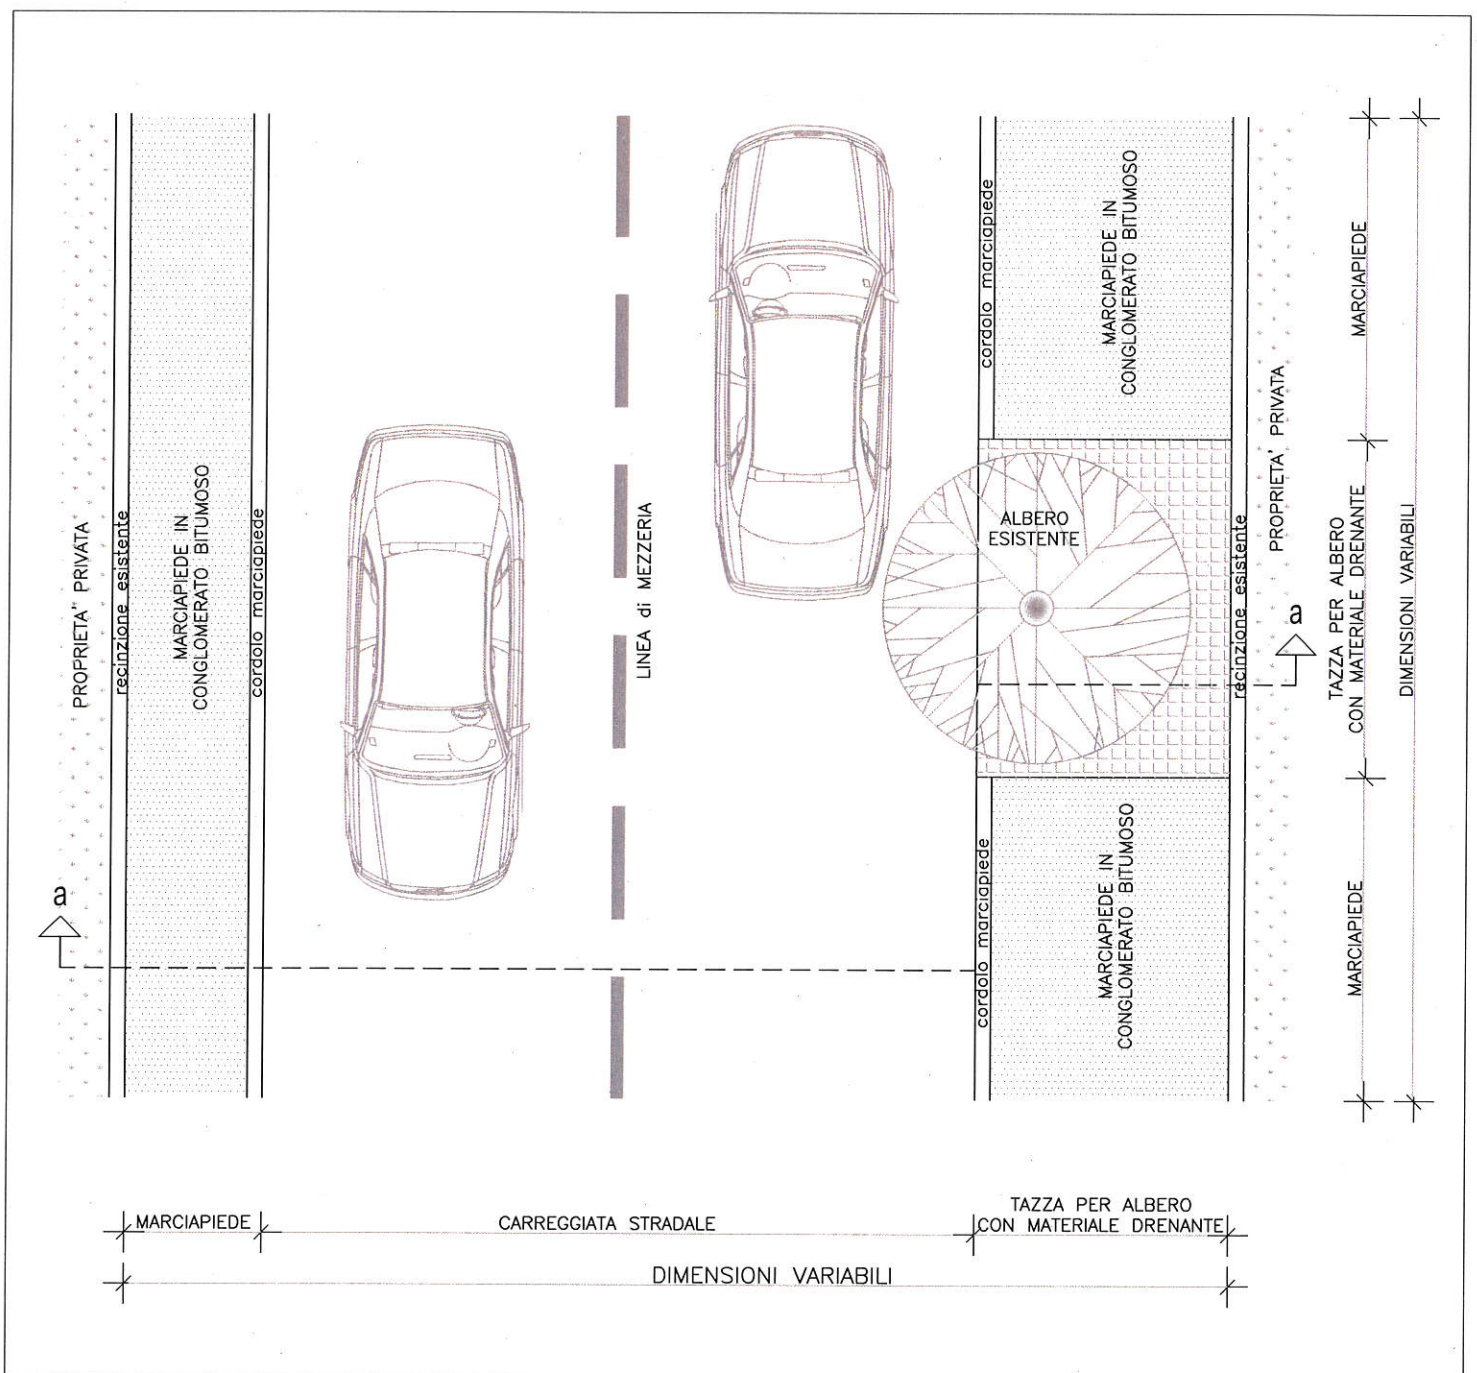 PROPRIETA" PRIVATA
recinzione esistente
MARCIAPIEDE IN
CONGLOMERATO BITUMOSO
cordolo marciapiede
LINEA di MEZZERIA
cordolo marciapiede
MARCIAPIEDE IN
CONGLOMERATO BITUMOSO
ALBERO
ESISTENTE
recinzione esistente
PROPRIETA' PRIVATA
cordolo marciapiede
MARCIAPIEDE IN
CONGLOMERATO BITUMOSO
a
a
MARCIAPIEDE
TAZZA PER ALBERO
CON MATERIALE DRENANTE
MARCIAPIEDE
DIMENSIONI VARIABILI
MARCIAPIEDE
CARREGGIATA STRADALE
TAZZA PER ALBERO
CON MATERIALE DRENANTE
DIMENSIONI VARIABILI